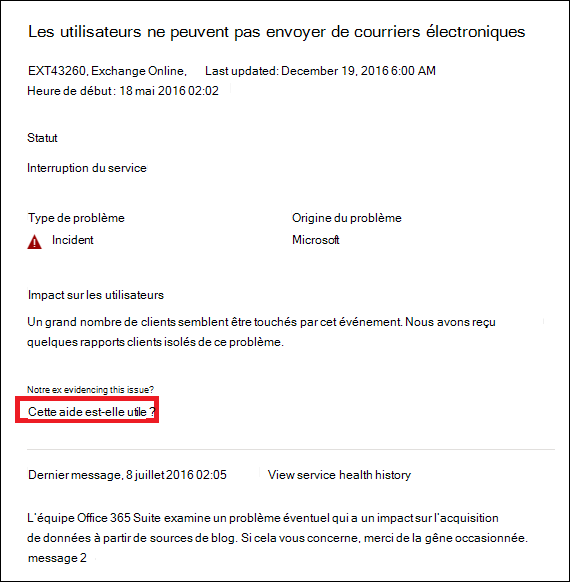 Les utilisateurs ne peuvent pas envoyer de courriers électroniques
EXT43260, Exchange Online, Last updated: December 19, 2016 6:00 AM
Heure de début : 18 mai 2016 02:02
Statut
Interruption du service
Type de problème Origine du problème
Incident Microsoft
Impact sur les utilisateurs
Un grand nombre de clients semblent être touchés par cet événement. Nous avons reçu
quelques rapports clients isolés de ce problème.
Notre ex evidencing this issue?
Cette aide est-elle utile ?
Dernier message, 8 juillet 2016 02:05 View service health history
L'équipe Office 365 Suite examine un problème éventuel qui a un impact sur l'acquisition
de données à partir de sources de blog. Si cela vous concerne, merci de la gêne occasionnée.
message 2